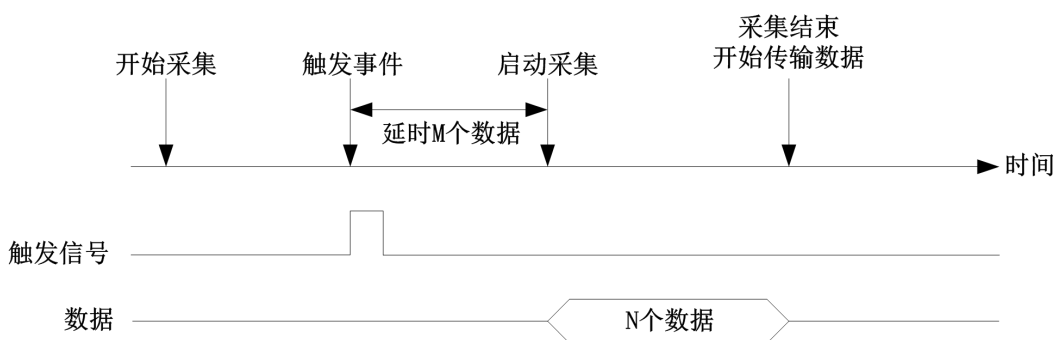 采集结束
开始传输数据
开始采集
触发事件
启动采集
延时M个数据
时间
触发信号
数据
N个数据